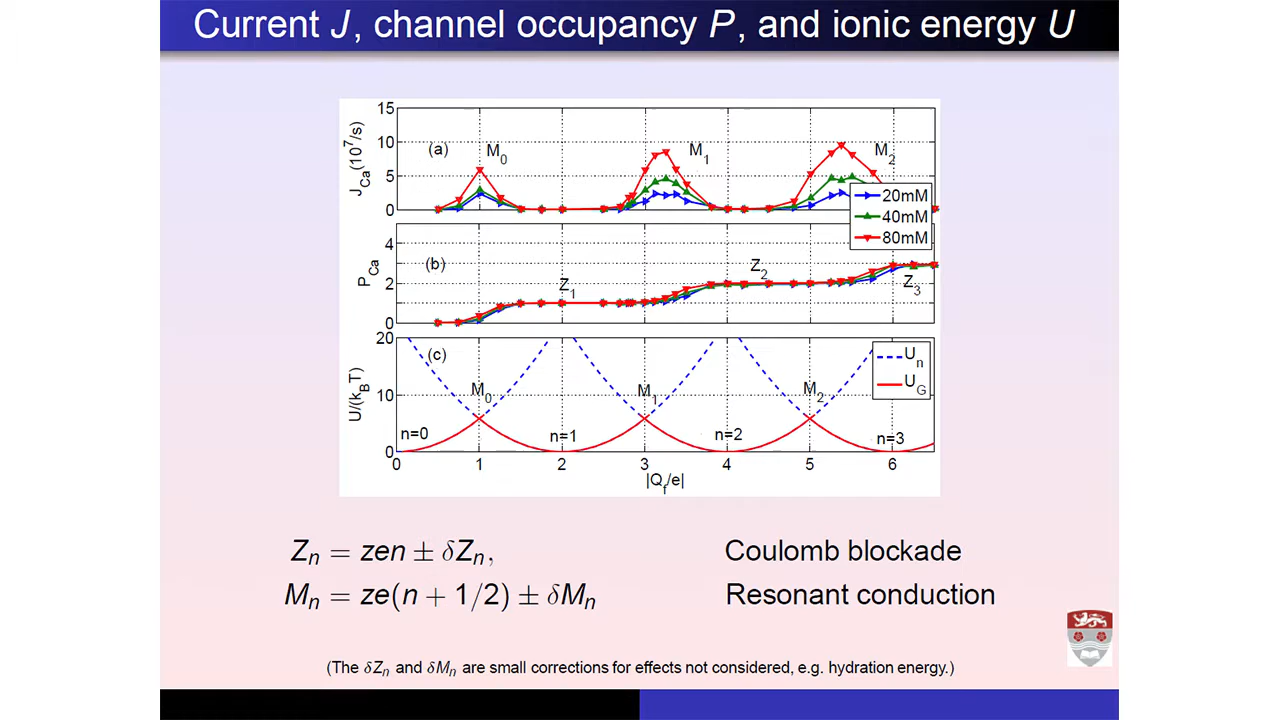 Current J, channel occupancy P, and ionic energy U
J_Ca (10^7/s)
15
10
5
0
(a)
M_0
M_1
M_2
20mM
40mM
80mM
P_Ca
4
2
0
(b)
Z_1
Z_2
Z_3
U/(k_B T)
20
10
0
(c)
M_0
M_1
M_2
U_n
U_G
n=0
n=1
n=2
n=3
0 1 2 3 4 5 6
|Q_f/e|
Z_n = zen ± δZ_n, Coulomb blockade
M_n = ze(n + 1/2) ± δM_n Resonant conduction
(The δZ_n and δM_n are small corrections for effects not considered, e.g. hydration energy.)